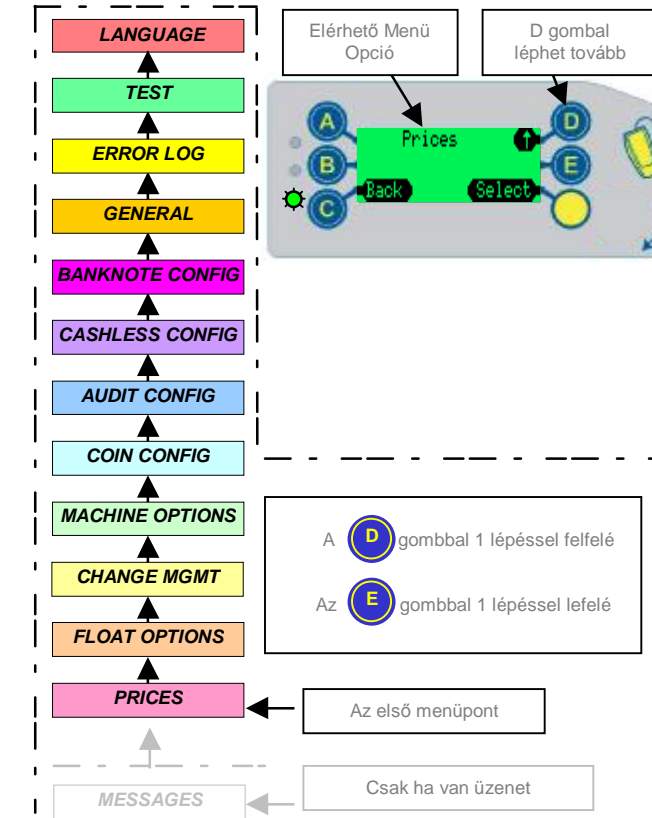 LANGUAGE
TEST
ERROR LOG
GENERAL
BANKNOTE CONFIG
CASHLESS CONFIG
AUDIT CONFIG
COIN CONFIG
MACHINE OPTIONS
CHANGE MGMT
FLOAT OPTIONS
PRICES
MESSAGES
Elérhető Menü
Opció
D gombal
léphet tovább
A
B
C
Prices
Back
Select
D
E
A D gombbal 1 lépéssel felfelé
Az E gombbal 1 lépéssel lefelé
Az első menüpont
Csak ha van üzenet